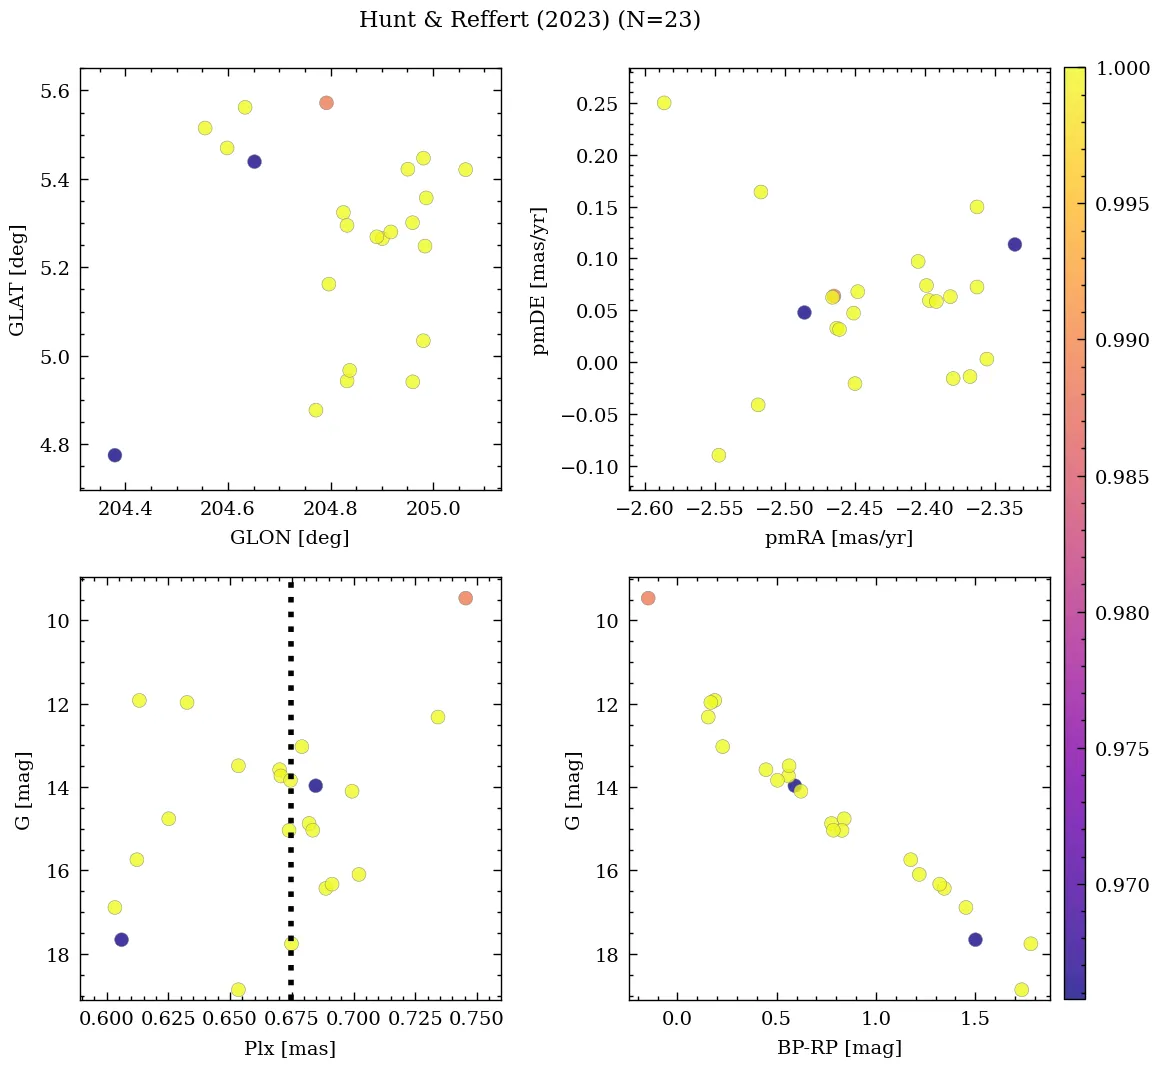 Hunt & Reffert (2023) (N=23)
5.6
5.4
5.2
5.0
4.8
GLAT [deg]
204.4 204.6 204.8 205.0
GLON [deg]
0.25
0.20
0.15
0.10
0.05
0.00
−0.05
−0.10
pmDE [mas/yr]
−2.60 −2.55 −2.50 −2.45 −2.40 −2.35
pmRA [mas/yr]
1.000
0.995
0.990
0.985
0.980
0.975
0.970
10
12
14
16
18
G [mag]
0.600 0.625 0.650 0.675 0.700 0.725 0.750
Plx [mas]
10
12
14
16
18
G [mag]
0.0 0.5 1.0 1.5
BP-RP [mag]